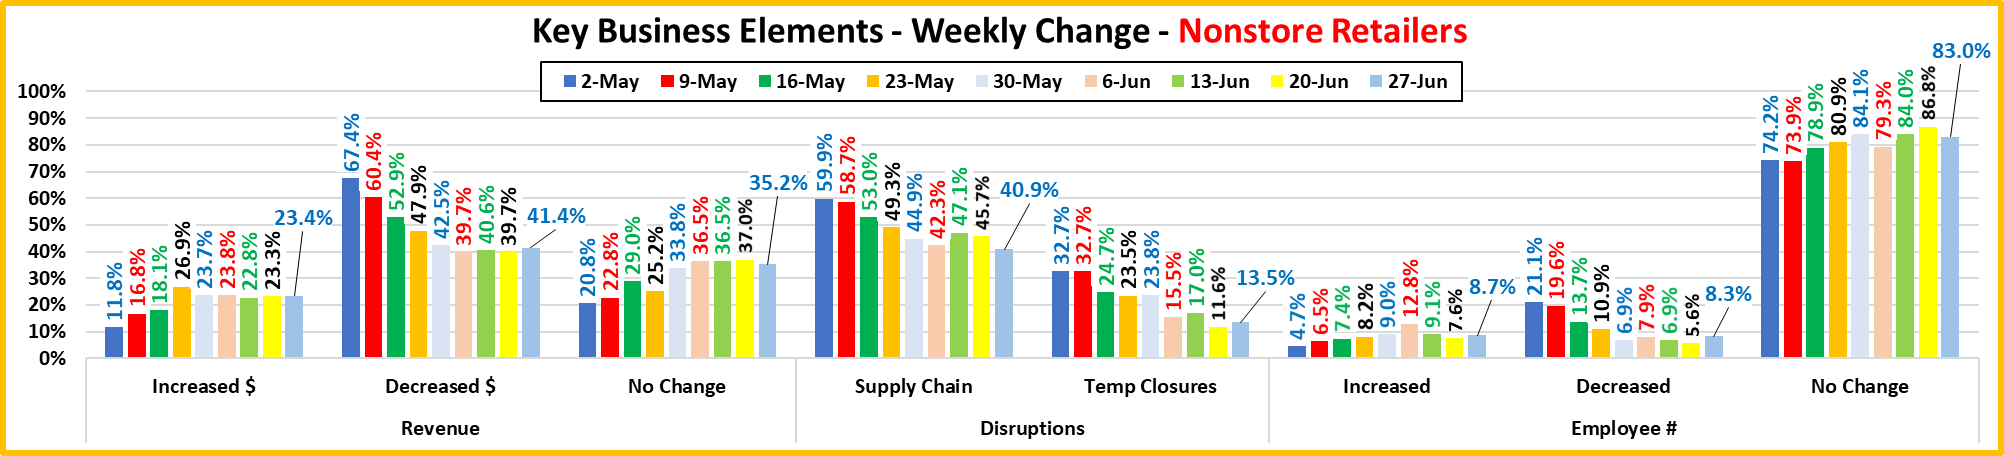 Key Business Elements - Weekly Change - Nonstore Retailers
2-May 9-May 16-May 23-May 30-May 6-Jun 13-Jun 20-Jun 27-Jun
100%
90%
80%
70%
60%
50%
40%
30%
20%
10%
0%
11.8% 16.8% 18.1% 26.9% 23.7% 23.8% 22.8% 23.3% 23.4%
67.4% 60.4% 52.9% 47.9% 42.5% 39.7% 40.6% 39.7% 41.4%
20.8% 22.8% 29.0% 25.2% 33.8% 36.5% 36.5% 37.0% 35.2%
59.9% 58.7% 53.0% 49.3% 44.9% 42.3% 47.1% 45.7% 40.9%
32.7% 32.7% 24.7% 23.5% 23.8% 15.5% 17.0% 11.6% 13.5%
4.7% 6.5% 7.4% 8.2% 9.0% 12.8% 9.1% 7.6% 8.7%
21.1% 19.6% 13.7% 10.9% 6.9% 7.9% 6.9% 5.6% 8.3%
74.2% 73.9% 78.9% 80.9% 84.1% 79.3% 84.0% 86.8% 83.0%
Increased $ Decreased $ No Change Supply Chain Temp Closures Increased Decreased No Change
Revenue Disruptions Employee #